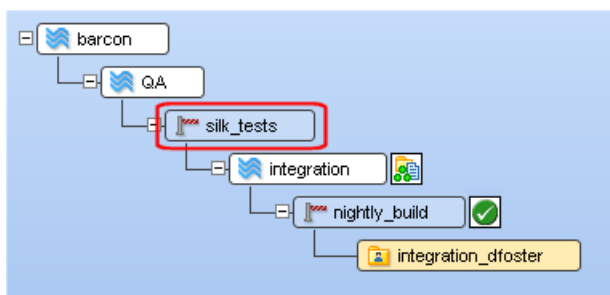 barcon
QA
silk_tests
integration
nightly_build
integration_dfoster